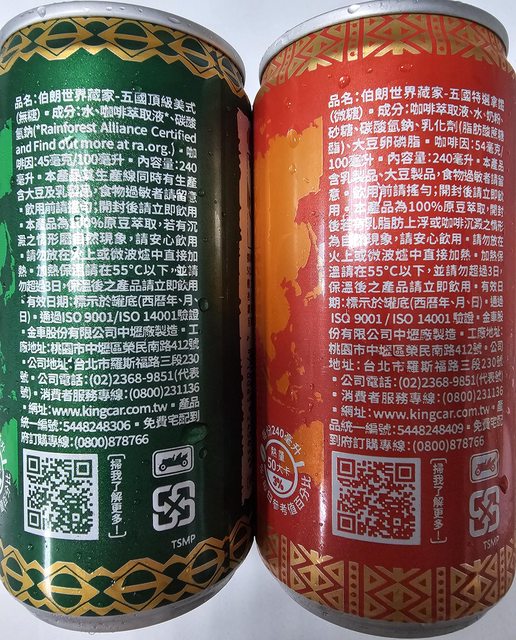 品名:伯朗世界藏家-五國頂級美式
(無糖)。成分:水、咖啡萃取液*、碳酸
氫鈉(*Rainforest Alliance Certified
and Find out more at ra.org.)。咖
啡因:45毫克/100毫升。內容量:240
毫升。本產品其生產線同時有生產
含大豆及乳製品,食物過敏者請留意
。飲用前請搖勻;開封後請立即飲用
。本產品為100%原豆萃取,若有沉
澱之情形屬自然現象,請安心飲用
。請勿放在火上或微波爐中直接加
熱。加熱保溫請在55°C以下,並請
勿超過3日,保溫後之產品請立即飲用
。有效日期:標示於罐底(西曆年、月、
日)。通過ISO 9001/ISO 14001驗證
。金車股份有限公司中壢廠製造。工
廠地址:桃園市中壢區榮民南路412號
。公司地址:台北市羅斯福路三段230
號。公司電話:(02)2368-9851(代表
號)。消費者服務專線:(0800)231136
。網址:www.kingcar.com.tw。產品
統一編號:5448248306。免費宅配到
府訂購專線:(0800)878766
掃我了解更多!
TSMP
品名:伯朗世界藏家-五國特選拿鐵
(微糖)。成分:咖啡萃取液、水、奶粉、
砂糖、碳酸氫鈉、乳化劑(脂肪酸蔗糖
酯)、大豆卵磷脂。咖啡因:54毫克/
100毫升。內容量:240毫升。本產品
含乳製品、大豆製品,食物過敏者請留
意。飲用前請搖勻;開封後請立即飲
用。本產品為100%原豆萃取,開封
後若有乳脂肪上浮或咖啡沉澱之情形
為自然現象,請安心飲用。請勿放在
火上或微波爐中直接加熱。加熱保
溫請在55°C以下,並請勿超過3日,
保溫後之產品請立即飲用。有效日
期:標示於罐底(西曆年、月、日)。通過
ISO 9001 / ISO 14001 驗證。金車股
份有限公司中壢廠製造。工廠地址:
桃園市中壢區榮民南路412號。公司
地址:台北市羅斯福路三段230號
。公司電話:(02)2368-9851(代表
號)。消費者服務專線:(0800)231136
。網址:www.kingcar.com.tw。產品
統一編號:5448248409。免費宅配
到府訂購專線:(0800)878766
每份240毫升
熱量
50大卡
3%
每日參考值百分比
掃我了解更多!
TSMP